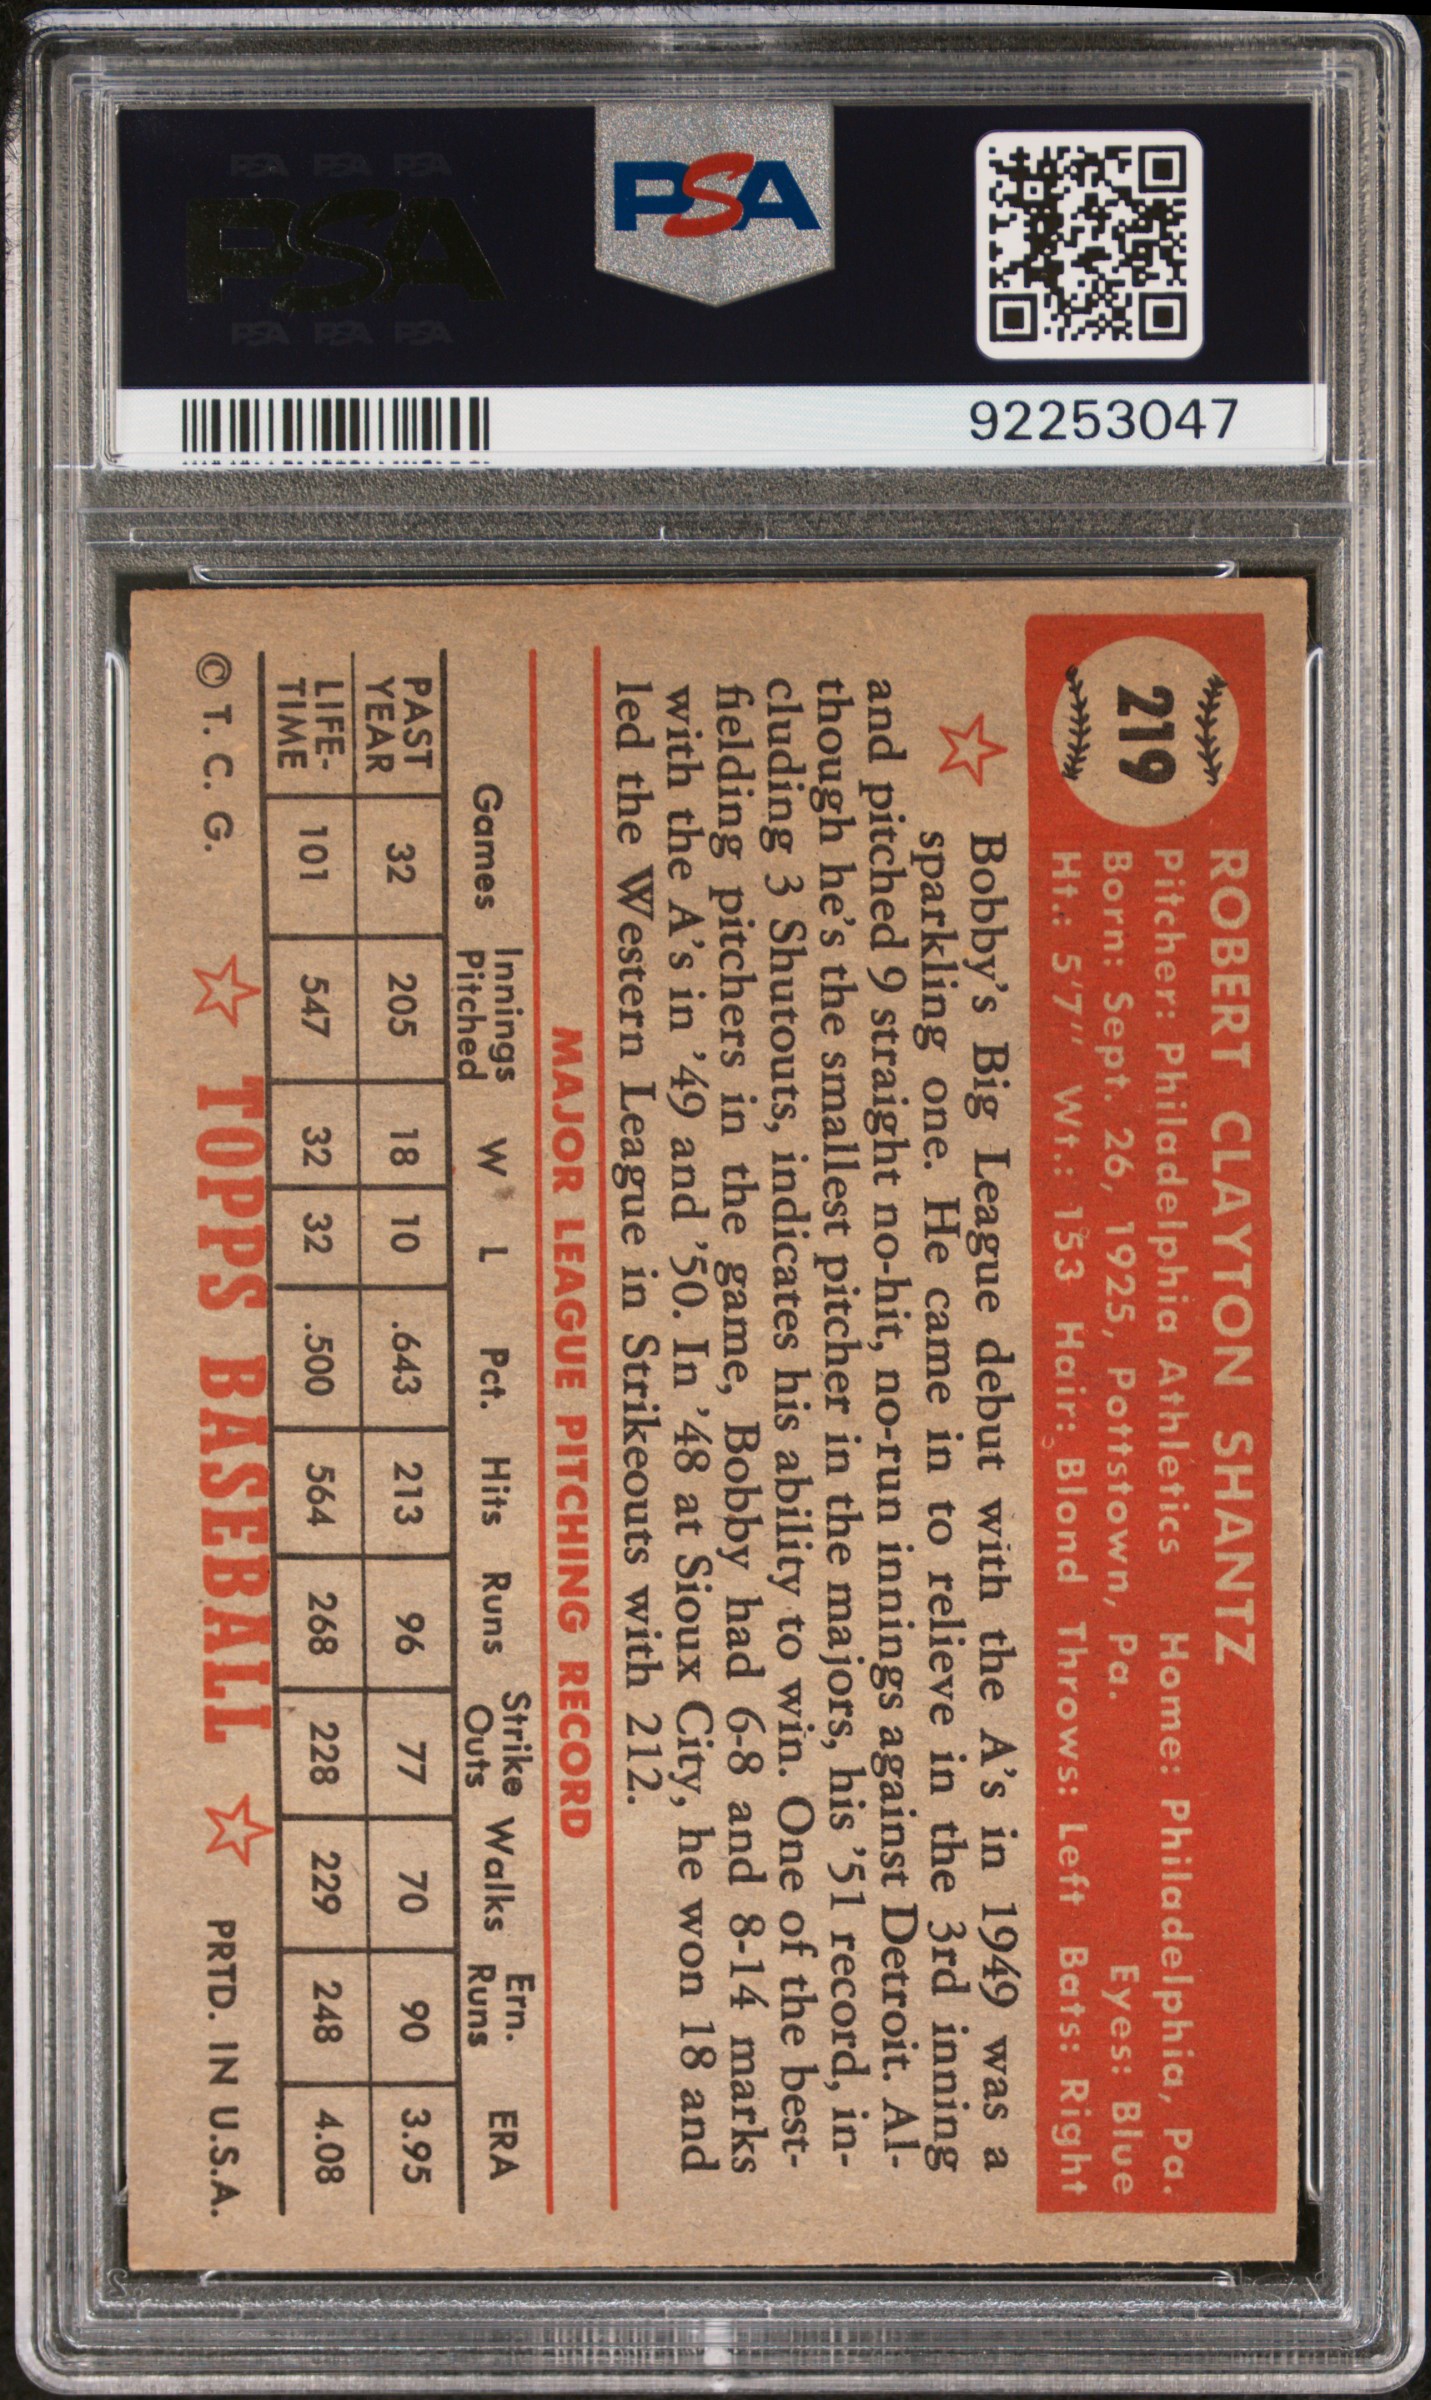 PSA PSA PSA
PSA
PSA PSA PSA
PSA
92253047
219
ROBERT CLAYTON SHANTZ
Pitcher: Philadelphia Athletics Home: Philadelphia, Pa.
Born: Sept. 26, 1925, Pottstown, Pa. Eyes: Blue
Ht.: 5'7" Wt.: 153 Hair: Blond Throws: Left Bats: Right
Bobby's Big League debut with the A's in 1949 was a
sparkling one. He came in to relieve in the 3rd inning
and pitched 9 straight no-hit, no-run innings against Detroit. Al-
though he's the smallest pitcher in the majors, his '51 record, in-
cluding 3 Shutouts, indicates his ability to win. One of the best-
fielding pitchers in the game, Bobby had 6-8 and 8-14 marks
with the A's in '49 and '50. In '48 at Sioux City, he won 18 and
led the Western League in Strikeouts with 212.
MAJOR LEAGUE PITCHING RECORD
Games Innings Pitched W L Pct. Hits Runs Strike Outs Walks Ern. Runs ERA
PAST YEAR 32 205 18 10 .643 213 96 77 70 90 3.95
LIFE-TIME 101 547 32 32 .500 564 268 228 229 248 4.08
© T. C. G. ☆ TOPPS BASEBALL ☆ PRTD. IN U.S.A.